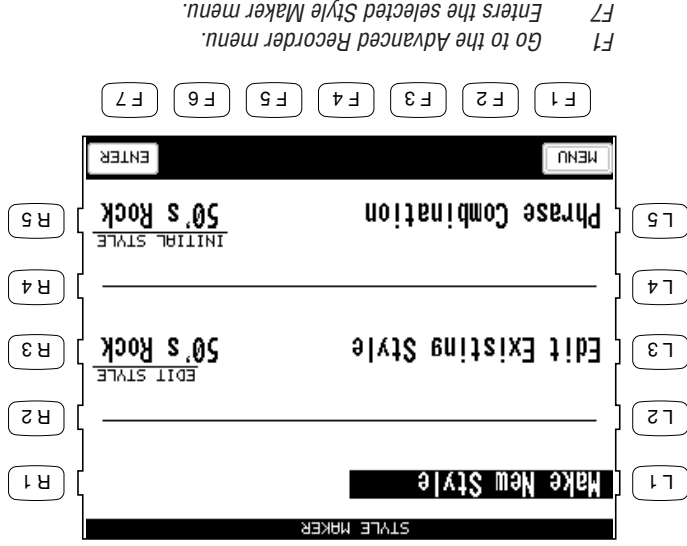 STYLE MAKER
L1 Make New Style R1
L2 R2
EDIT STYLE
L3 Edit Existing Style 50's Rock R3
L4 R4
INITIAL STYLE
L5 Phrase Combination 50's Rock R5
MENU ENTER
F1 F2 F3 F4 F5 F6 F7
F1 Go to the Advanced Recorder menu.
F7 Enters the selected Style Maker menu.